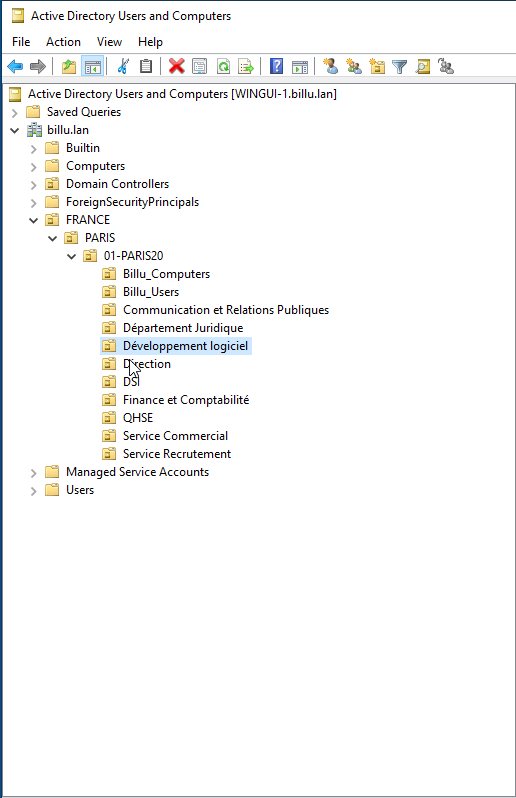 Active Directory Users and Computers
File Action View Help
Active Directory Users and Computers [WINGUI-1.billu.lan]
Saved Queries
billu.lan
Builtin
Computers
Domain Controllers
ForeignSecurityPrincipals
FRANCE
PARIS
01-PARIS20
Billu_Computers
Billu_Users
Communication et Relations Publiques
Département Juridique
Développement logiciel
Direction
DSI
Finance et Comptabilité
QHSE
Service Commercial
Service Recrutement
Managed Service Accounts
Users